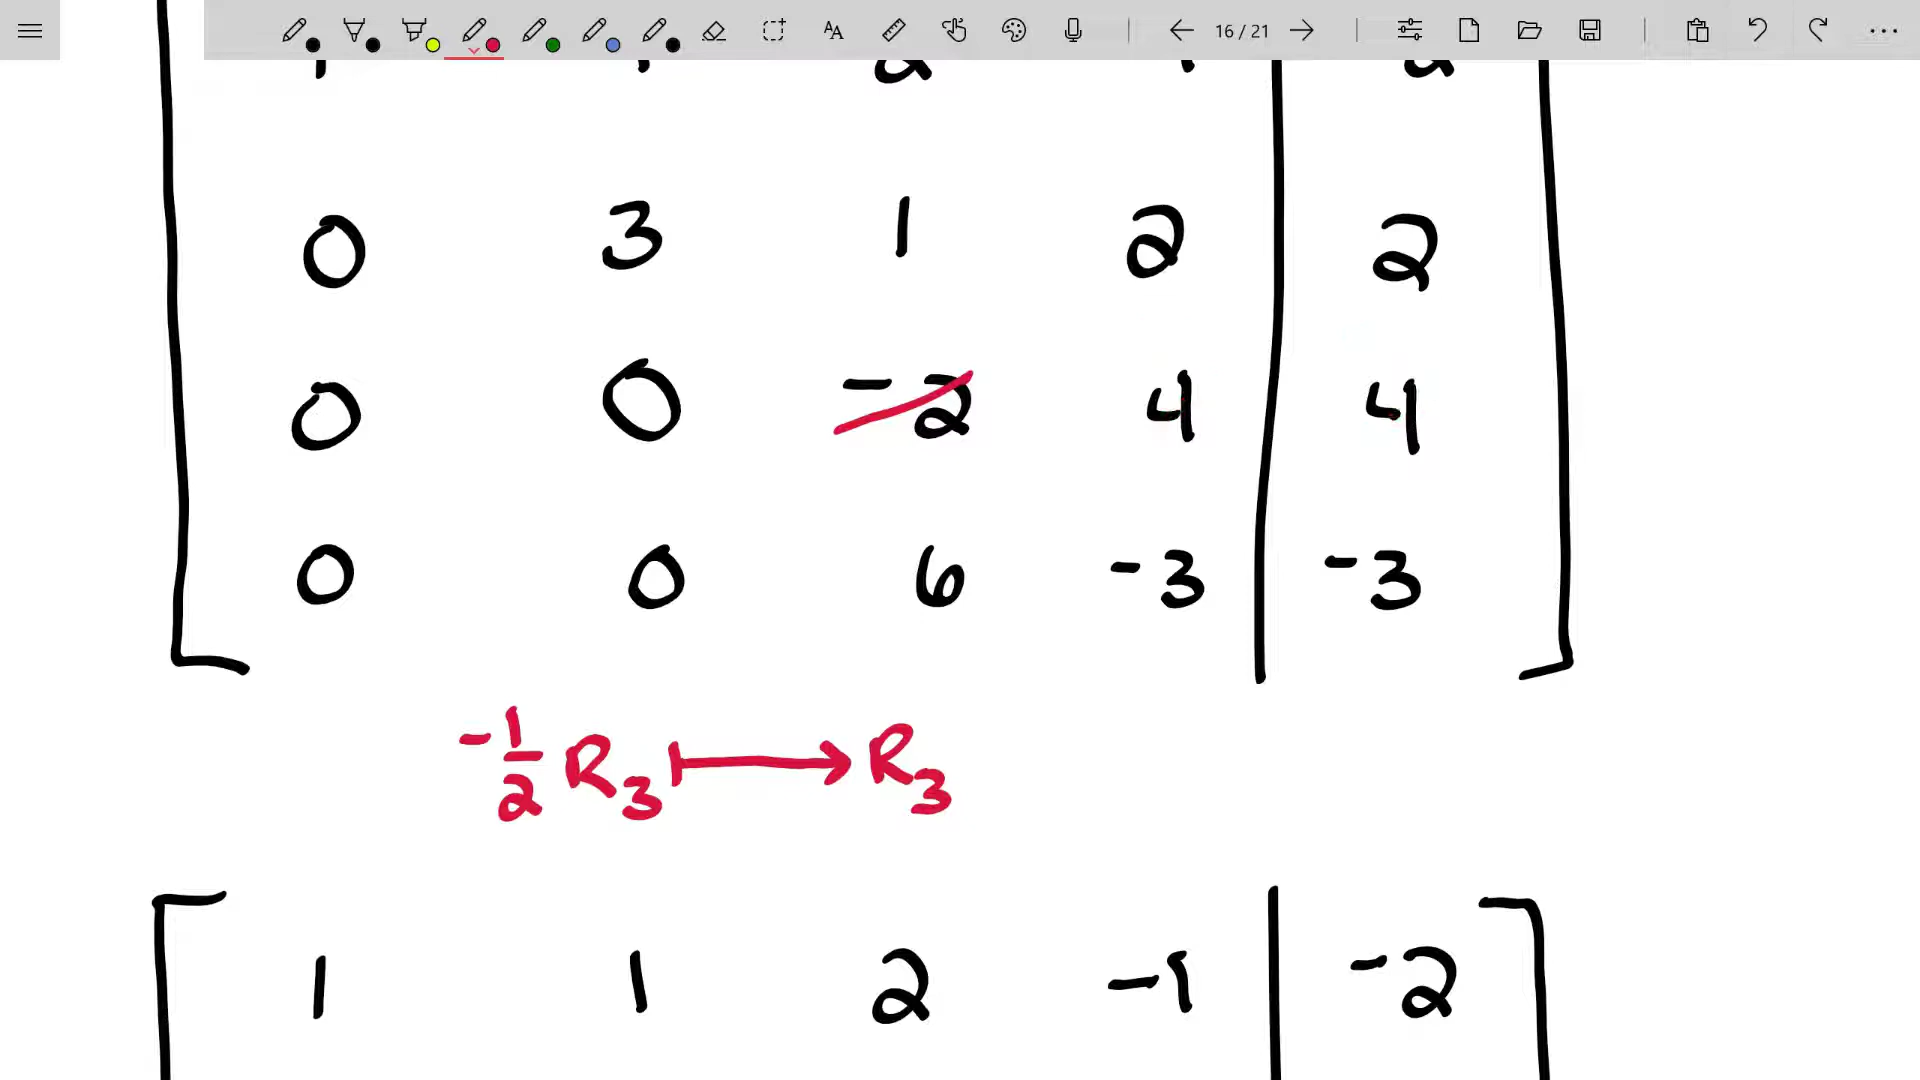 16 / 21
0 3 1 2 2
0 0 -2 4 4
0 0 6 -3 -3
-1/2 R3 ↦ R3
1 1 2 -1 -2